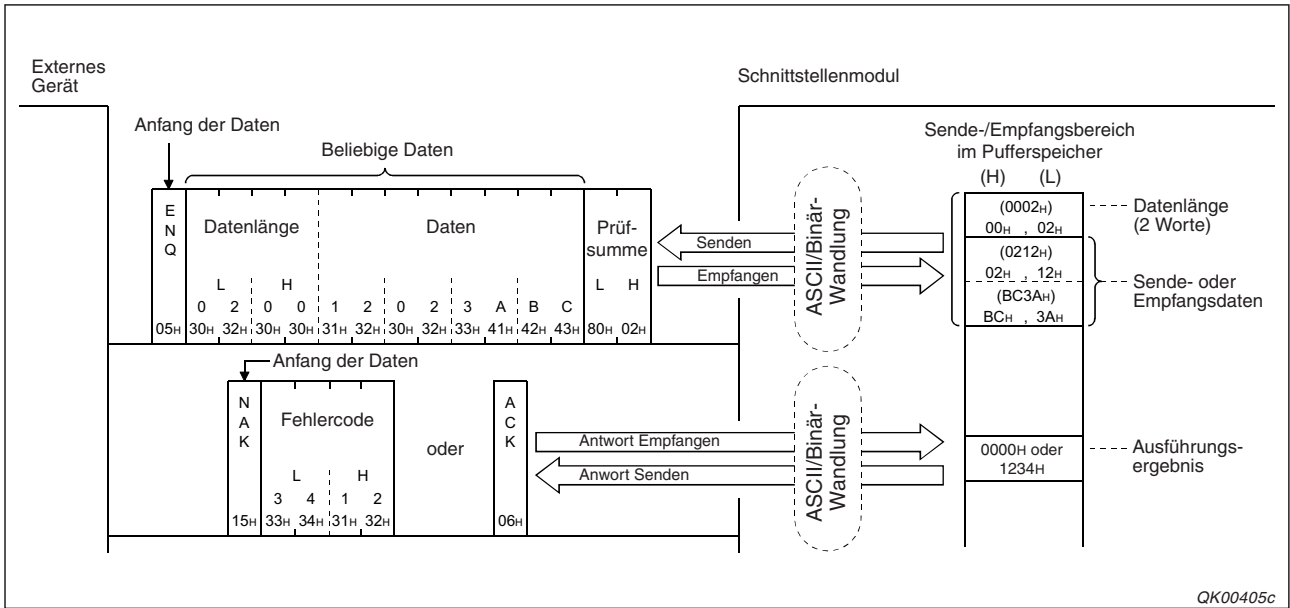 Externes
Gerät
Schnittstellenmodul
Anfang der Daten
Beliebige Daten
Sende-/Empfangsbereich
im Pufferspeicher
(H) (L)
E
N
Q
Datenlänge
Daten
Prüf-
summe
L H
L H
0 2 0 0 1 2 0 2 3 A B C
05H 30H 32H 30H 30H 31H 32H 30H 32H 33H 41H 42H 43H 80H 02H
Senden
Empfangen
ASCII/Binär-
Wandlung
(0002H)
00H , 02H
(0212H)
02H , 12H
(BC3AH)
BCH , 3AH
Datenlänge
(2 Worte)
Sende- oder
Empfangsdaten
Anfang der Daten
N
A
K
Fehlercode
L H
3 4 1 2
15H 33H 34H 31H 32H
oder
A
C
K
06H
Antwort Empfangen
Anwort Senden
ASCII/Binär-
Wandlung
0000H oder
1234H
Ausführungs-
ergebnis
QK00405c